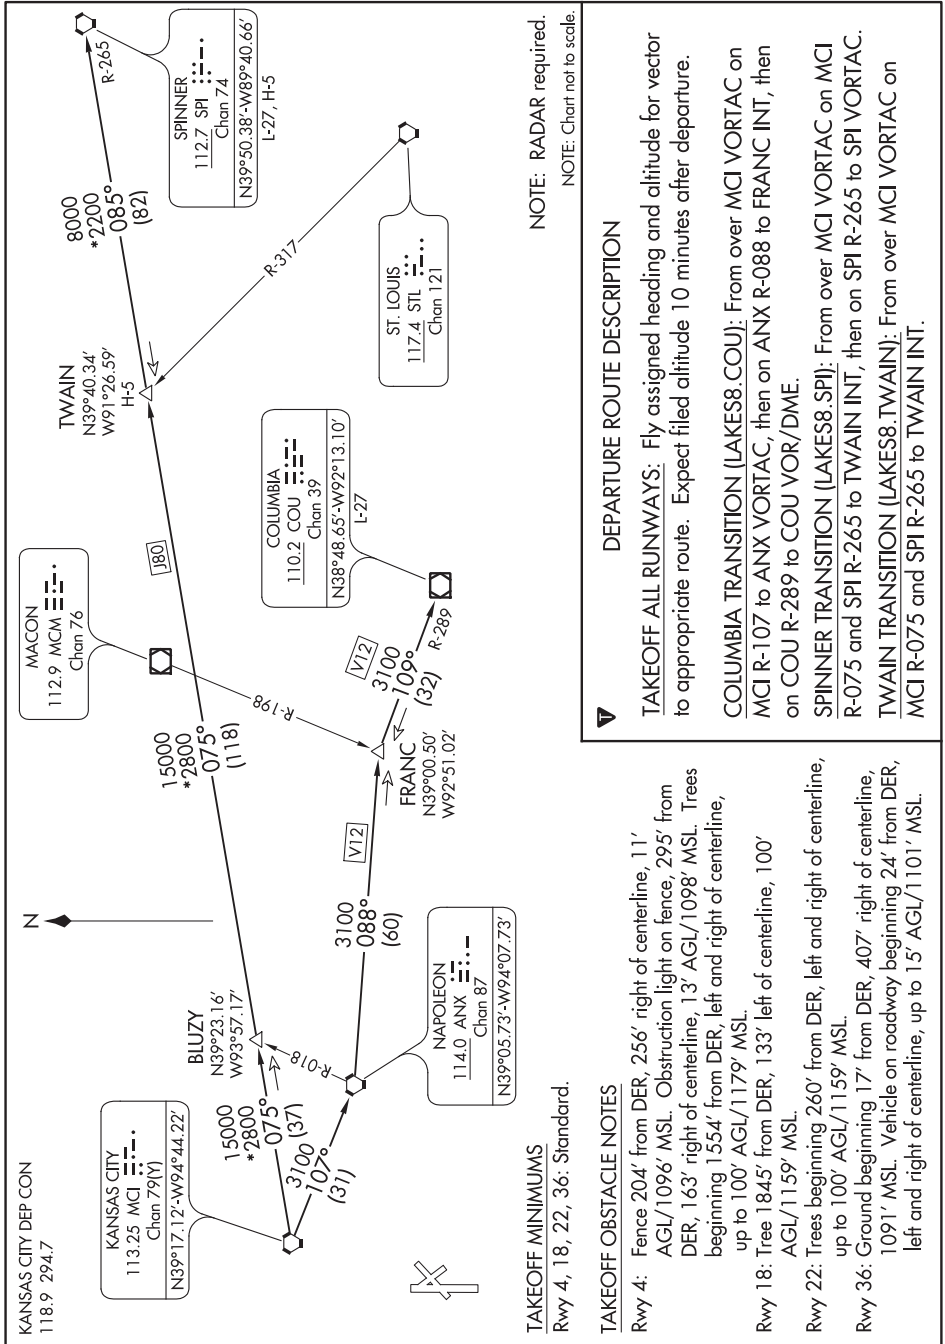 KANSAS CITY DEP CON
118.9 294.7
KANSAS CITY
113.25 MCI
Chan 79(Y)
N39°17.12'-W94°44.22'
BLUZY
N39°23.16'
W93°57.17'
N
MACON
112.9 MCM
Chan 76
TWAIN
N39°40.34'
W91°26.59'
H-5
SPINNER
112.7 SPI
Chan 74
N39°50.38'-W89°40.66'
L-27, H-5
R-265
8000
*2200
085°
(82)
J80
15000
*2800
075°
(118)
15000
*2800
075°
(37)
3100
107°
(31)
R-018
NAPOLEON
114.0 ANX
Chan 87
N39°05.73'-W94°07.73'
3100
088°
(60)
V12
R-198
FRANC
N39°00.50'
W92°51.02'
V12
3100
109°
(32)
R-289
COLUMBIA
110.2 COU
Chan 39
N38°48.65'-W92°13.10'
L-27
R-317
ST. LOUIS
117.4 STL
Chan 121
NOTE: RADAR required.
NOTE: Chart not to scale.
TAKEOFF MINIMUMS
Rwy 4, 18, 22, 36: Standard.
TAKEOFF OBSTACLE NOTES
Rwy 4: Fence 204' from DER, 256' right of centerline, 11'
AGL/1096' MSL. Obstruction light on fence, 295' from
DER, 163' right of centerline, 13' AGL/1098' MSL. Trees
beginning 1554' from DER, left and right of centerline,
up to 100' AGL/1179' MSL.
Rwy 18: Tree 1845' from DER, 133' left of centerline, 100'
AGL/1159' MSL.
Rwy 22: Trees beginning 260' from DER, left and right of centerline,
up to 100' AGL/1159' MSL.
Rwy 36: Ground beginning 17' from DER, 407' right of centerline,
1091' MSL. Vehicle on roadway beginning 24' from DER,
left and right of centerline, up to 15' AGL/1101' MSL.
T
DEPARTURE ROUTE DESCRIPTION
TAKEOFF ALL RUNWAYS: Fly assigned heading and altitude for vector
to appropriate route. Expect filed altitude 10 minutes after departure.
COLUMBIA TRANSITION (LAKES8.COU): From over MCI VORTAC on
MCI R-107 to ANX VORTAC, then on ANX R-088 to FRANC INT, then
on COU R-289 to COU VOR/DME.
SPINNER TRANSITION (LAKES8.SPI): From over MCI VORTAC on MCI
R-075 and SPI R-265 to TWAIN INT, then on SPI R-265 to SPI VORTAC.
TWAIN TRANSITION (LAKES8.TWAIN): From over MCI VORTAC on
MCI R-075 and SPI R-265 to TWAIN INT.